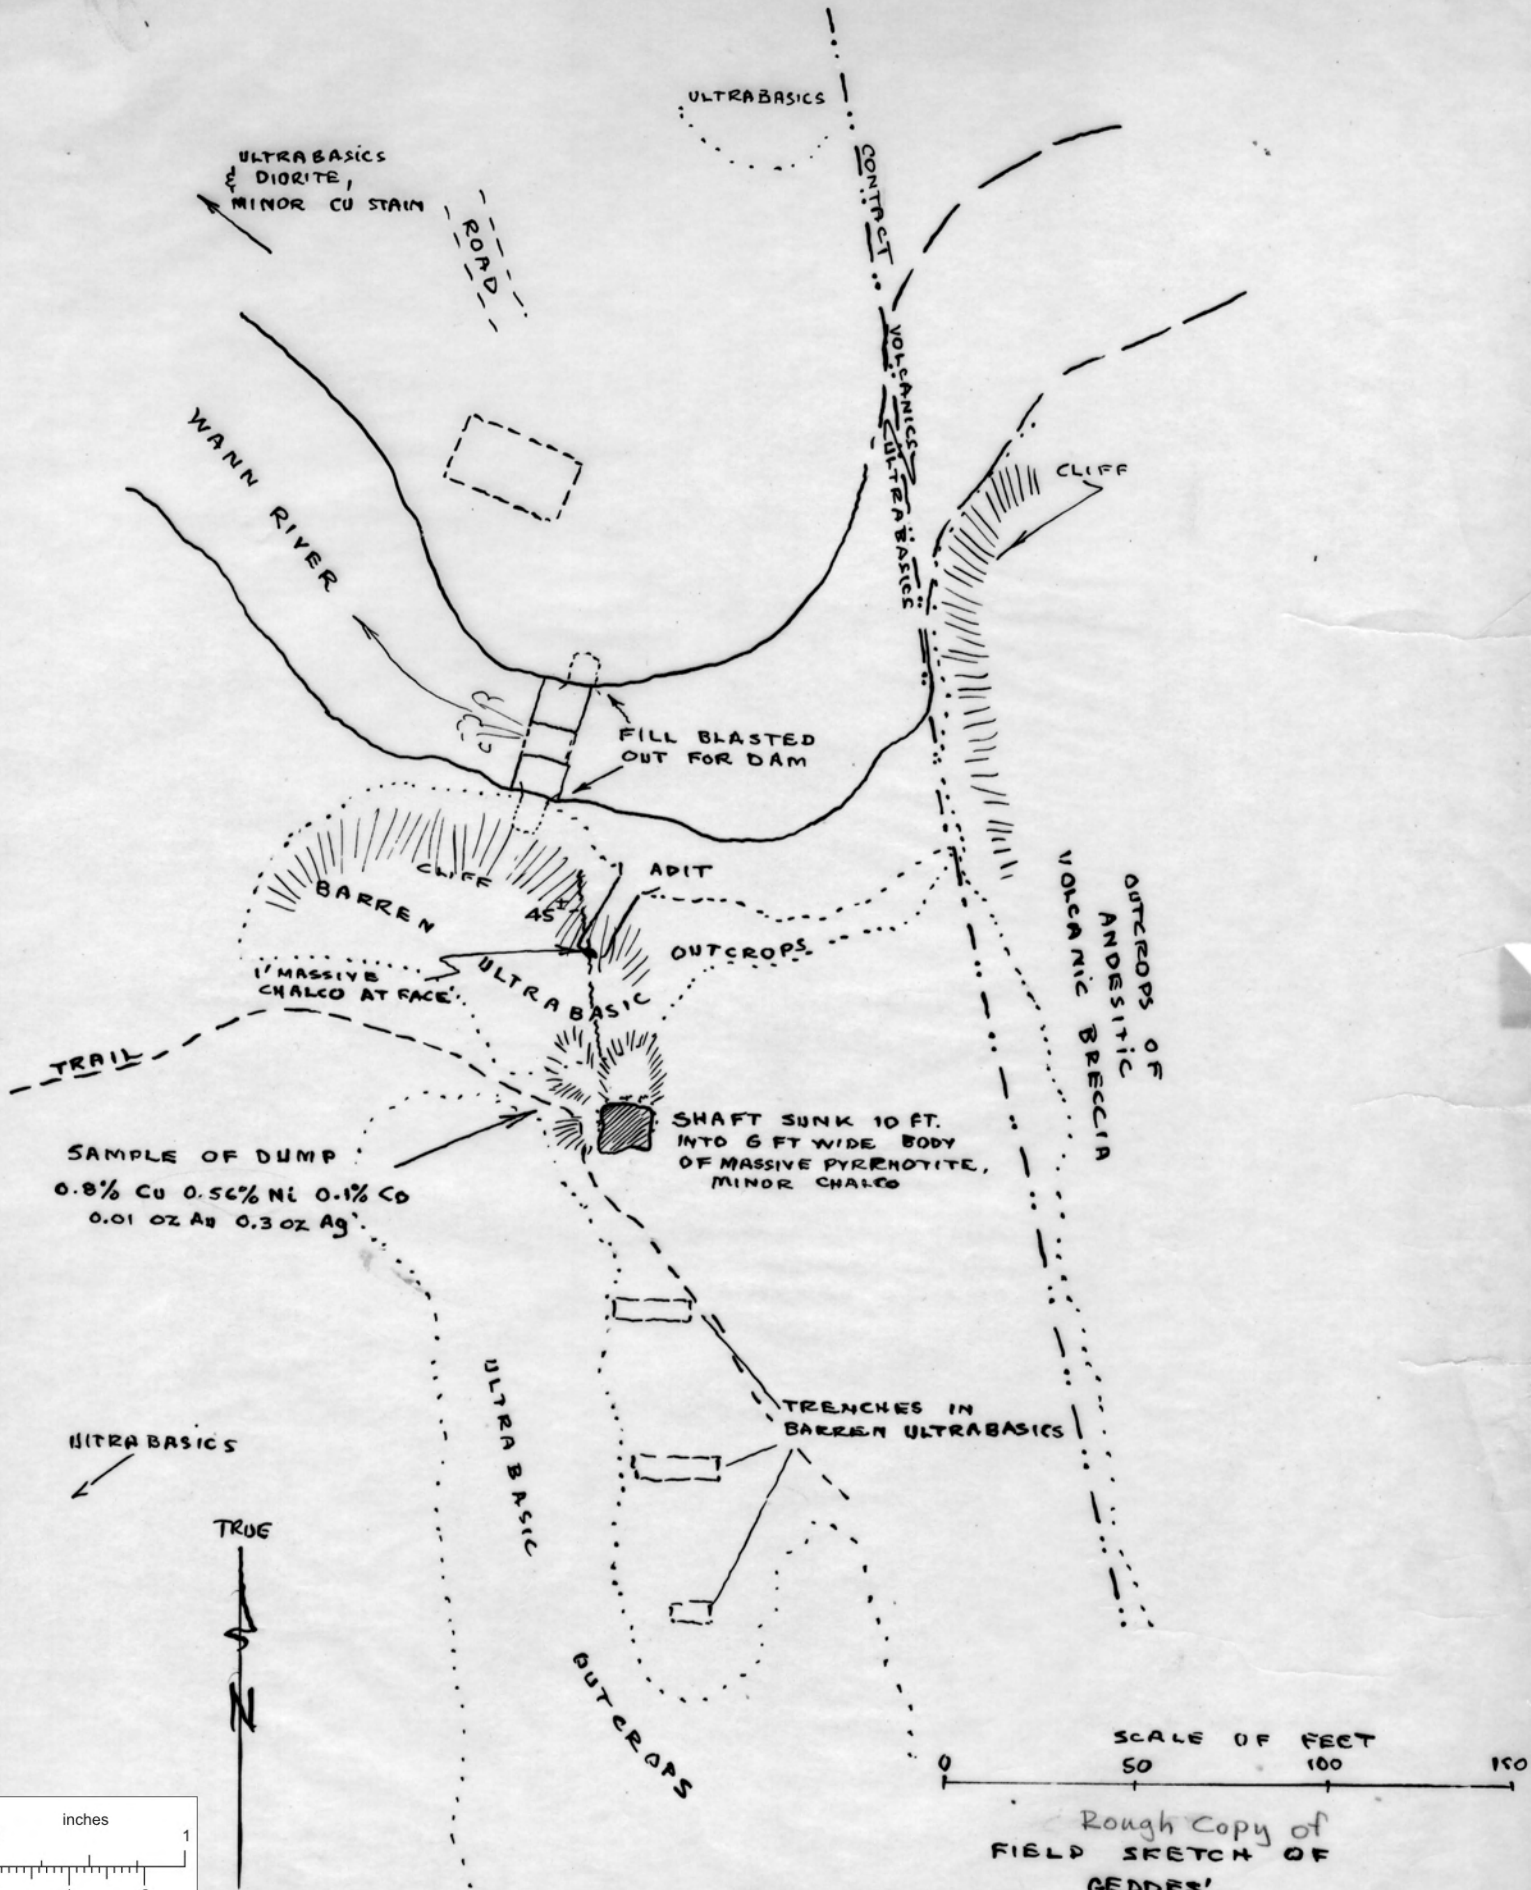 ULTRABASICS
ULTRABASICS
& DIORITE,
MINOR CU STAIN
ROAD
CONTACT
VOLCANICS
ULTRABASICS
WANN RIVER
CLIFF
FILL BLASTED
OUT FOR DAM
CLIFF
BARREN
ADIT
45°
OUTCROPS
1' MASSIVE
CHALCO AT FACE
ULTRABASIC
OUTCROPS OF
ANDESITIC
VOLCANIC BRECCIA
TRAIL
SHAFT SUNK 10 FT.
INTO 6 FT WIDE BODY
OF MASSIVE PYRRHOTITE,
MINOR CHALCO
SAMPLE OF DUMP
0.8% Cu 0.56% Ni 0.1% Co
0.01 OZ Au 0.3 OZ Ag
TRENCHES IN
BARREN ULTRABASICS
ULTRABASIC
ULTRABASICS
TRUE
N
OUTCROPS
SCALE OF FEET
0 50 100 150
Rough Copy of
FIELD SKETCH OF
GEDDES'
inches
1